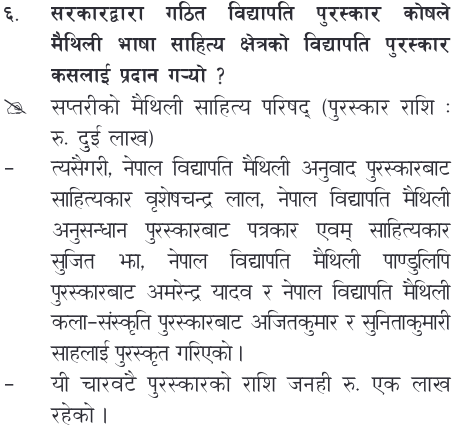 ६. सरकारद्वारा गठित विद्यापति पुरस्कार कोषले
मैथिली भाषा साहित्य क्षेत्रको विद्यापति पुरस्कार
कसलाई प्रदान गर्‍यो ?
सप्तरीको मैथिली साहित्य परिषद् (पुरस्कार राशि :
रु. दुई लाख)
– त्यसैगरी, नेपाल विद्यापति मैथिली अनुवाद पुरस्कारबाट
साहित्यकार वृशेषचन्द्र लाल, नेपाल विद्यापति मैथिली
अनुसन्धान पुरस्कारबाट पत्रकार एवम् साहित्यकार
सुजित झा, नेपाल विद्यापति मैथिली पाण्डुलिपि
पुरस्कारबाट अमरेन्द्र यादव र नेपाल विद्यापति मैथिली
कला–संस्कृति पुरस्कारबाट अजितकुमार र सुनिताकुमारी
साहलाई पुरस्कृत गरिएको ।
– यी चारवटै पुरस्कारको राशि जनही रु. एक लाख
रहेको ।